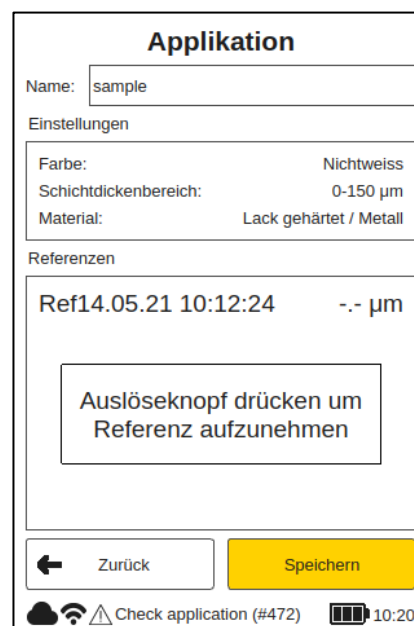 Applikation
Name: sample
Einstellungen
Farbe: Nichtweiss
Schichtdickenbereich: 0-150 µm
Material: Lack gehärtet / Metall
Referenzen
Ref14.05.21 10:12:24 -.- µm
Auslöseknopf drücken um
Referenz aufzunehmen
Zurück Speichern
Check application (#472) 10:20